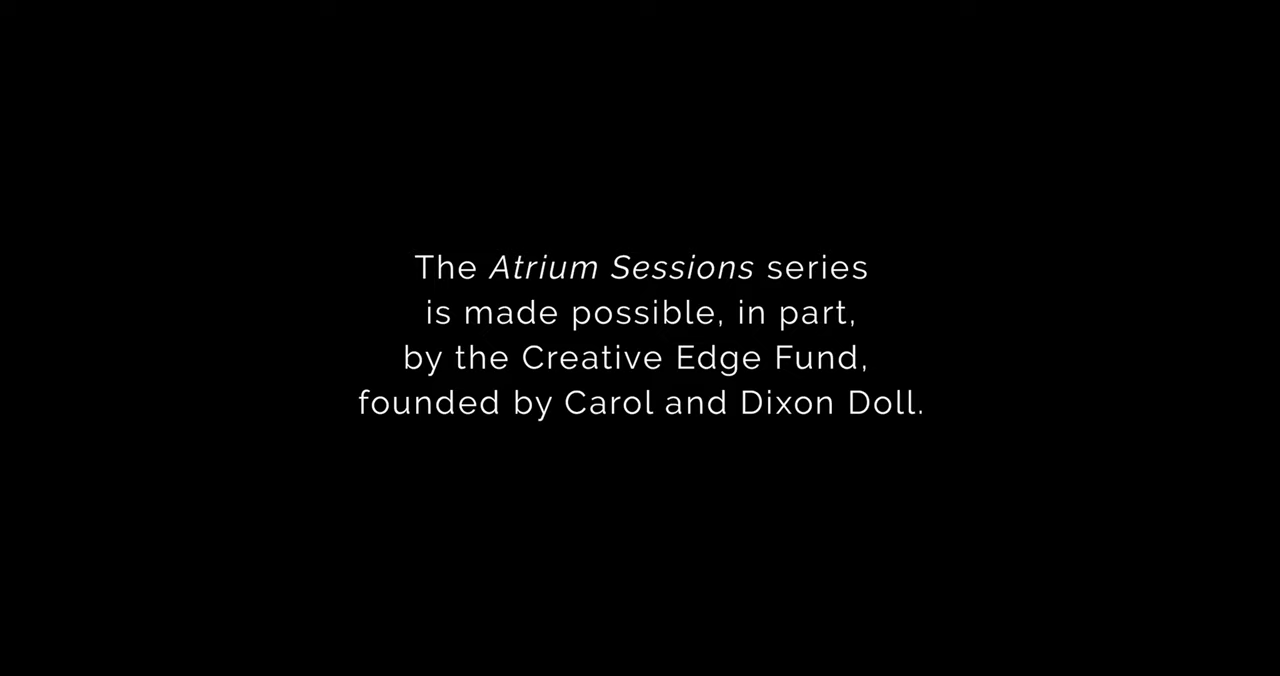 The Atrium Sessions series
is made possible, in part,
by the Creative Edge Fund,
founded by Carol and Dixon Doll.